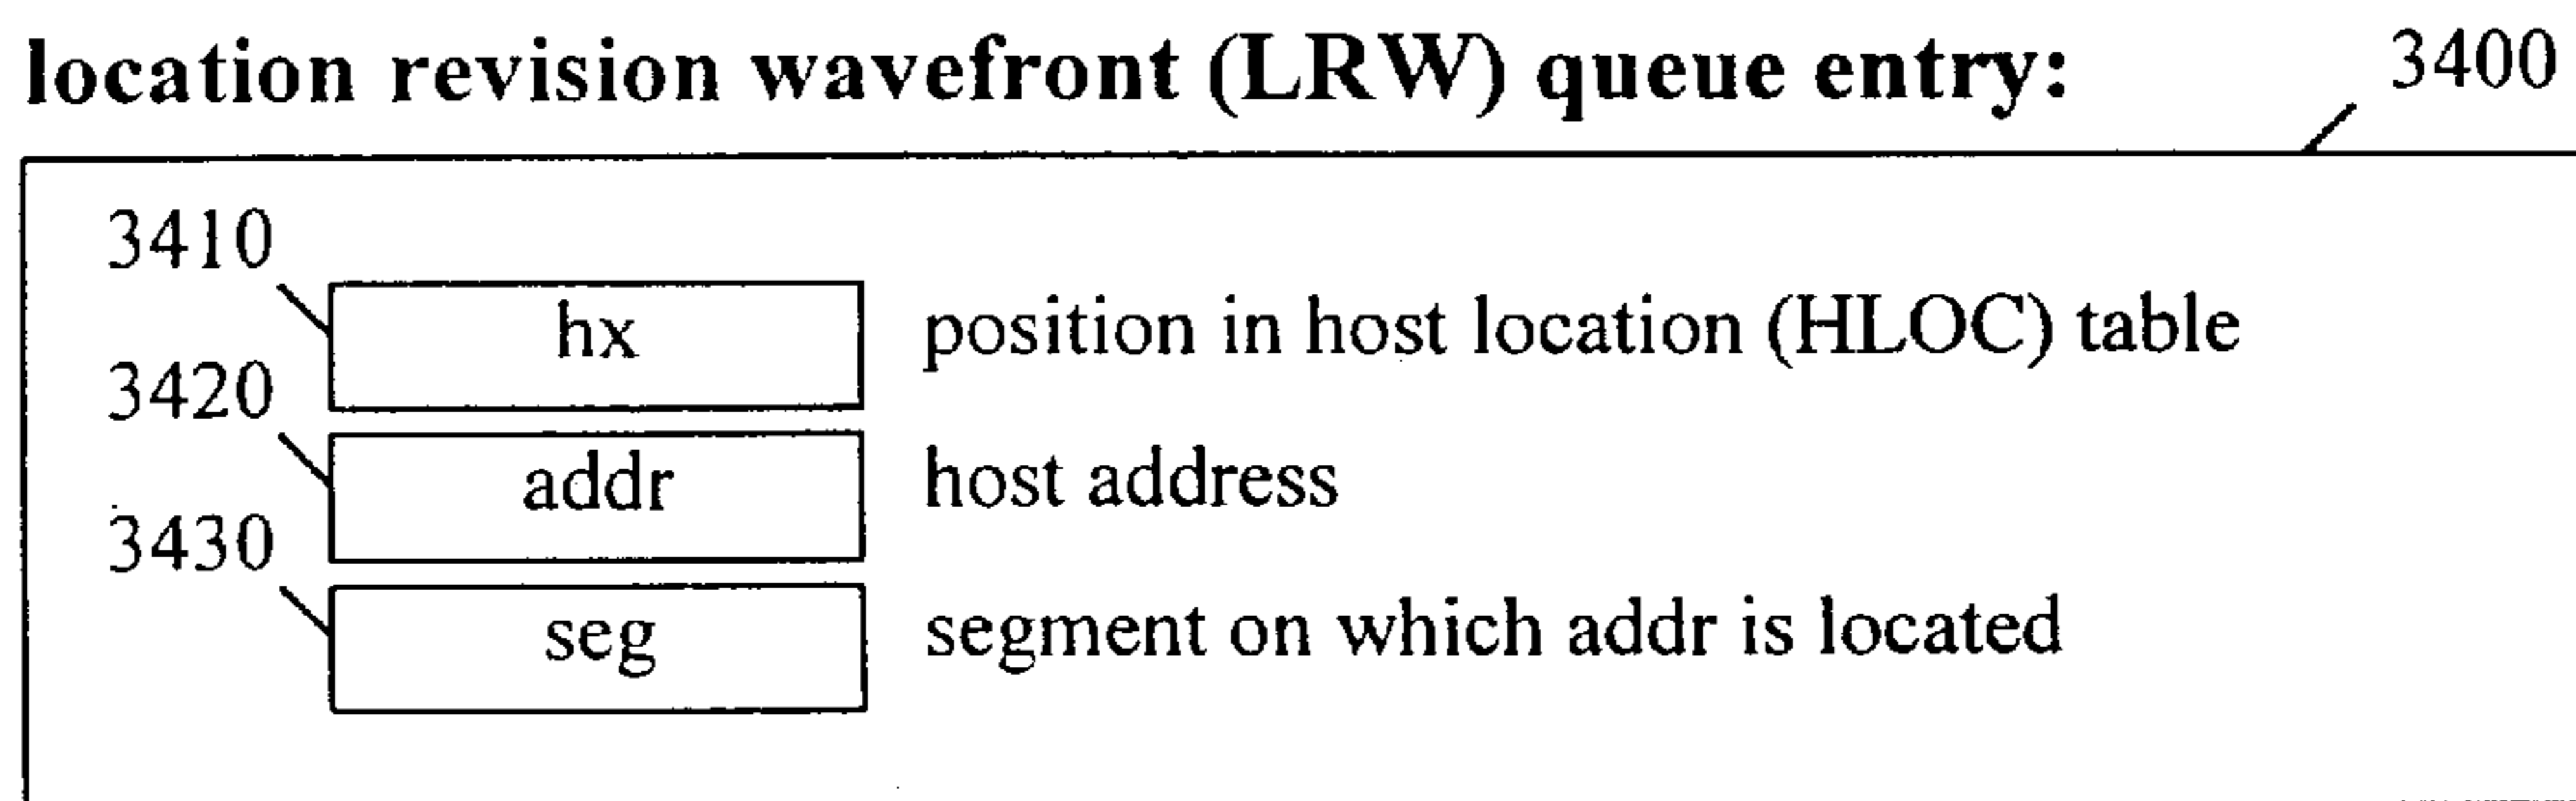 location revision wavefront (LRW) queue entry: 3400
3410
hx position in host location (HLOC) table
3420
addr host address
3430
seg segment on which addr is located